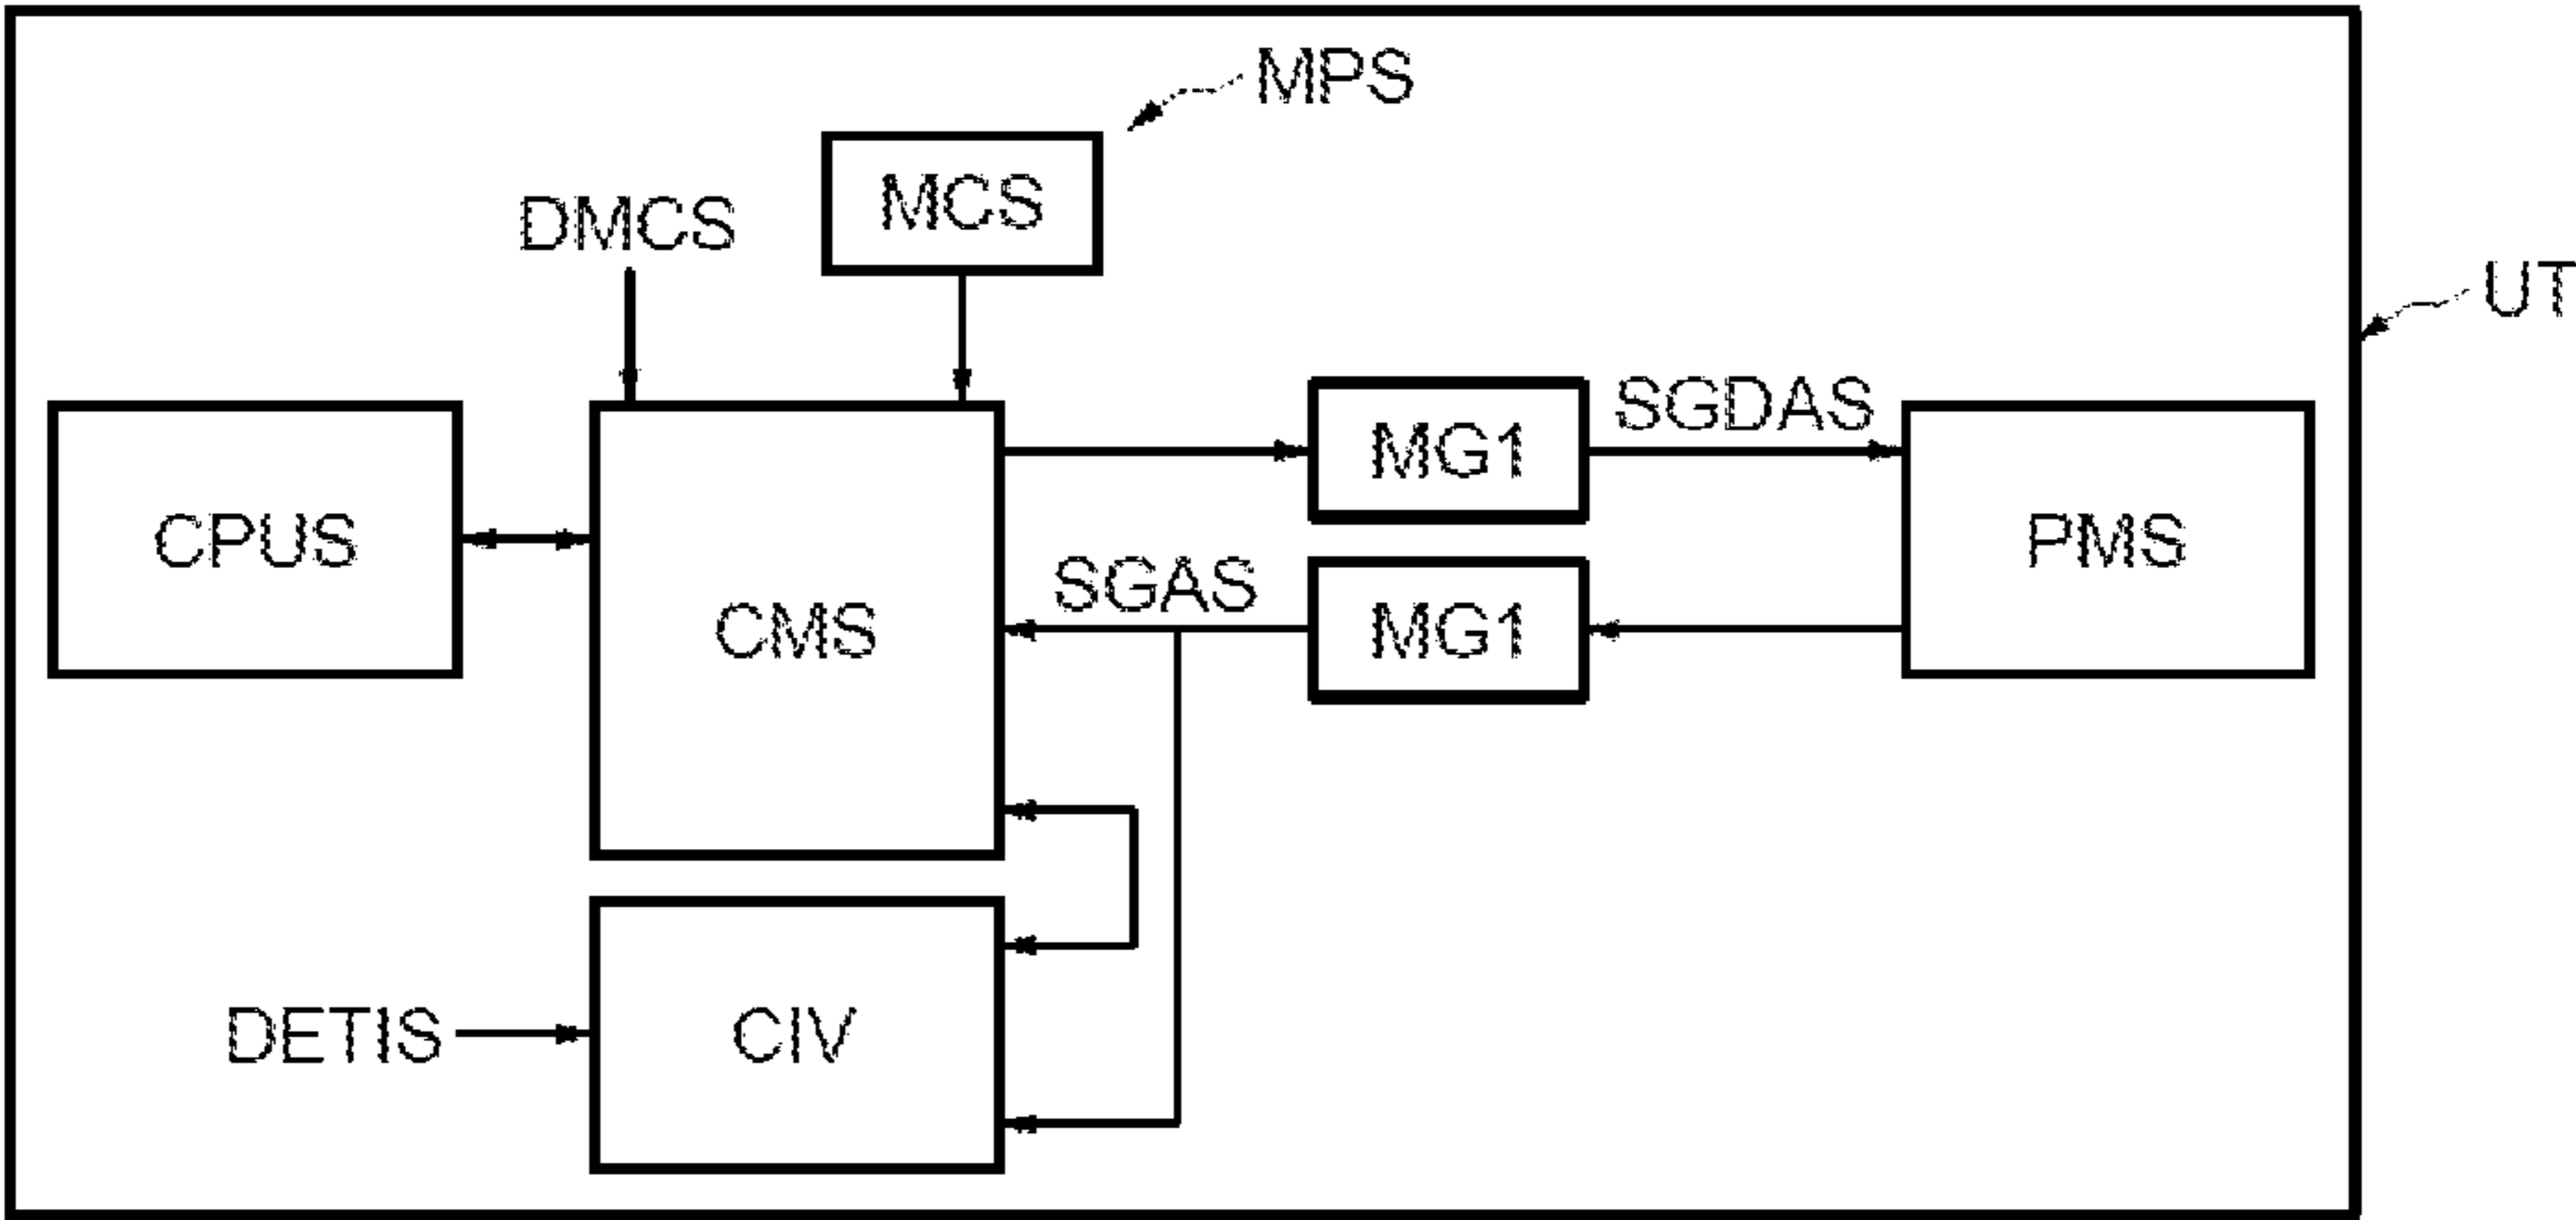 MPS
MCS
DMCS
UT
SGDAS
MG1
CPUS
PMS
SGAS
CMS
MG1
DETIS
CIV